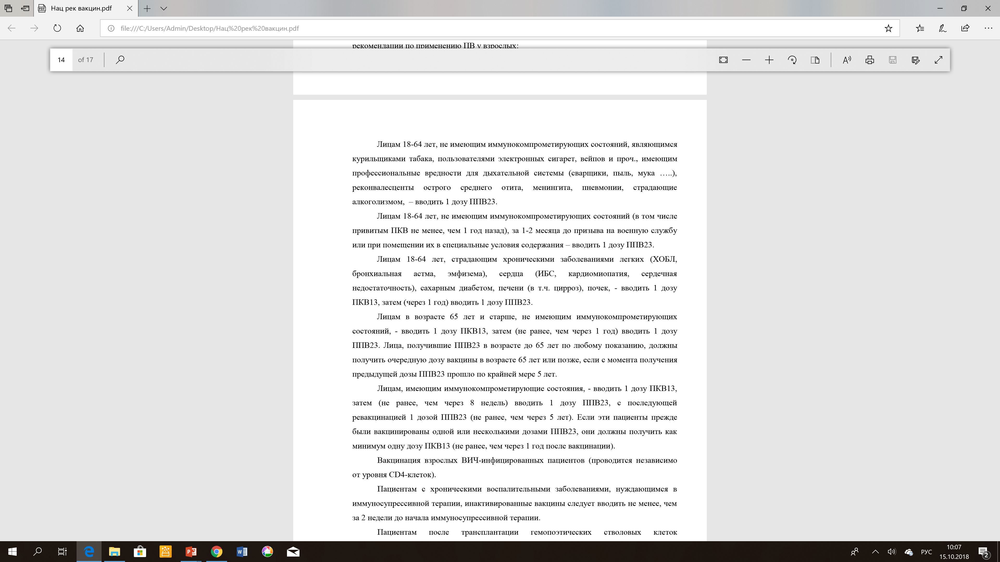 Нац рек вакцин.pdf
file:///C:/Users/Admin/Desktop/Нац%20рек%20вакцин.pdf
рекомендации по применению ПВ у взрослых:
14 of 17
Лицам 18-64 лет, не имеющим иммунокомпрометирующих состояний, являющимся
курильщиками табака, пользователями электронных сигарет, вейпов и проч., имеющим
профессиональные вредности для дыхательной системы (сварщики, пыль, мука …..),
реконвалесценты острого среднего отита, менингита, пневмонии, страдающие
алкоголизмом, – вводить 1 дозу ППВ23.
Лицам 18-64 лет, не имеющим иммунокомпрометирующих состояний (в том числе
привитым ПКВ не менее, чем 1 год назад), за 1-2 месяца до призыва на военную службу
или при помещении их в специальные условия содержания – вводить 1 дозу ППВ23.
Лицам 18-64 лет, страдающим хроническими заболеваниями легких (ХОБЛ,
бронхиальная астма, эмфизема), сердца (ИБС, кардиомиопатия, сердечная
недостаточность), сахарным диабетом, печени (в т.ч. цирроз), почек, - вводить 1 дозу
ПКВ13, затем (через 1 год) вводить 1 дозу ППВ23.
Лицам в возрасте 65 лет и старше, не имеющим иммунокомпрометирующих
состояний, - вводить 1 дозу ПКВ13, затем (не ранее, чем через 1 год) вводить 1 дозу
ППВ23. Лица, получившие ППВ23 в возрасте до 65 лет по любому показанию, должны
получить очередную дозу вакцины в возрасте 65 лет или позже, если с момента получения
предыдущей дозы ППВ23 прошло по крайней мере 5 лет.
Лицам, имеющим иммунокомпрометирующие состояния, - вводить 1 дозу ПКВ13,
затем (не ранее, чем через 8 недель) вводить 1 дозу ППВ23, с последующей
ревакцинацией 1 дозой ППВ23 (не ранее, чем через 5 лет). Если эти пациенты прежде
были вакцинированы одной или несколькими дозами ППВ23, они должны получить как
минимум одну дозу ПКВ13 (не ранее, чем через 1 год после вакцинации).
Вакцинация взрослых ВИЧ-инфицированных пациентов (проводится независимо
от уровня CD4-клеток).
Пациентам с хроническими воспалительными заболеваниями, нуждающимся в
иммуносупрессивной терапии, инактивированные вакцины следует вводить не менее, чем
за 2 недели до начала иммуносупрессивной терапии.
Пациентам после трансплантации гемопоэтических стволовых клеток
РУС
10:07
15.10.2018
2